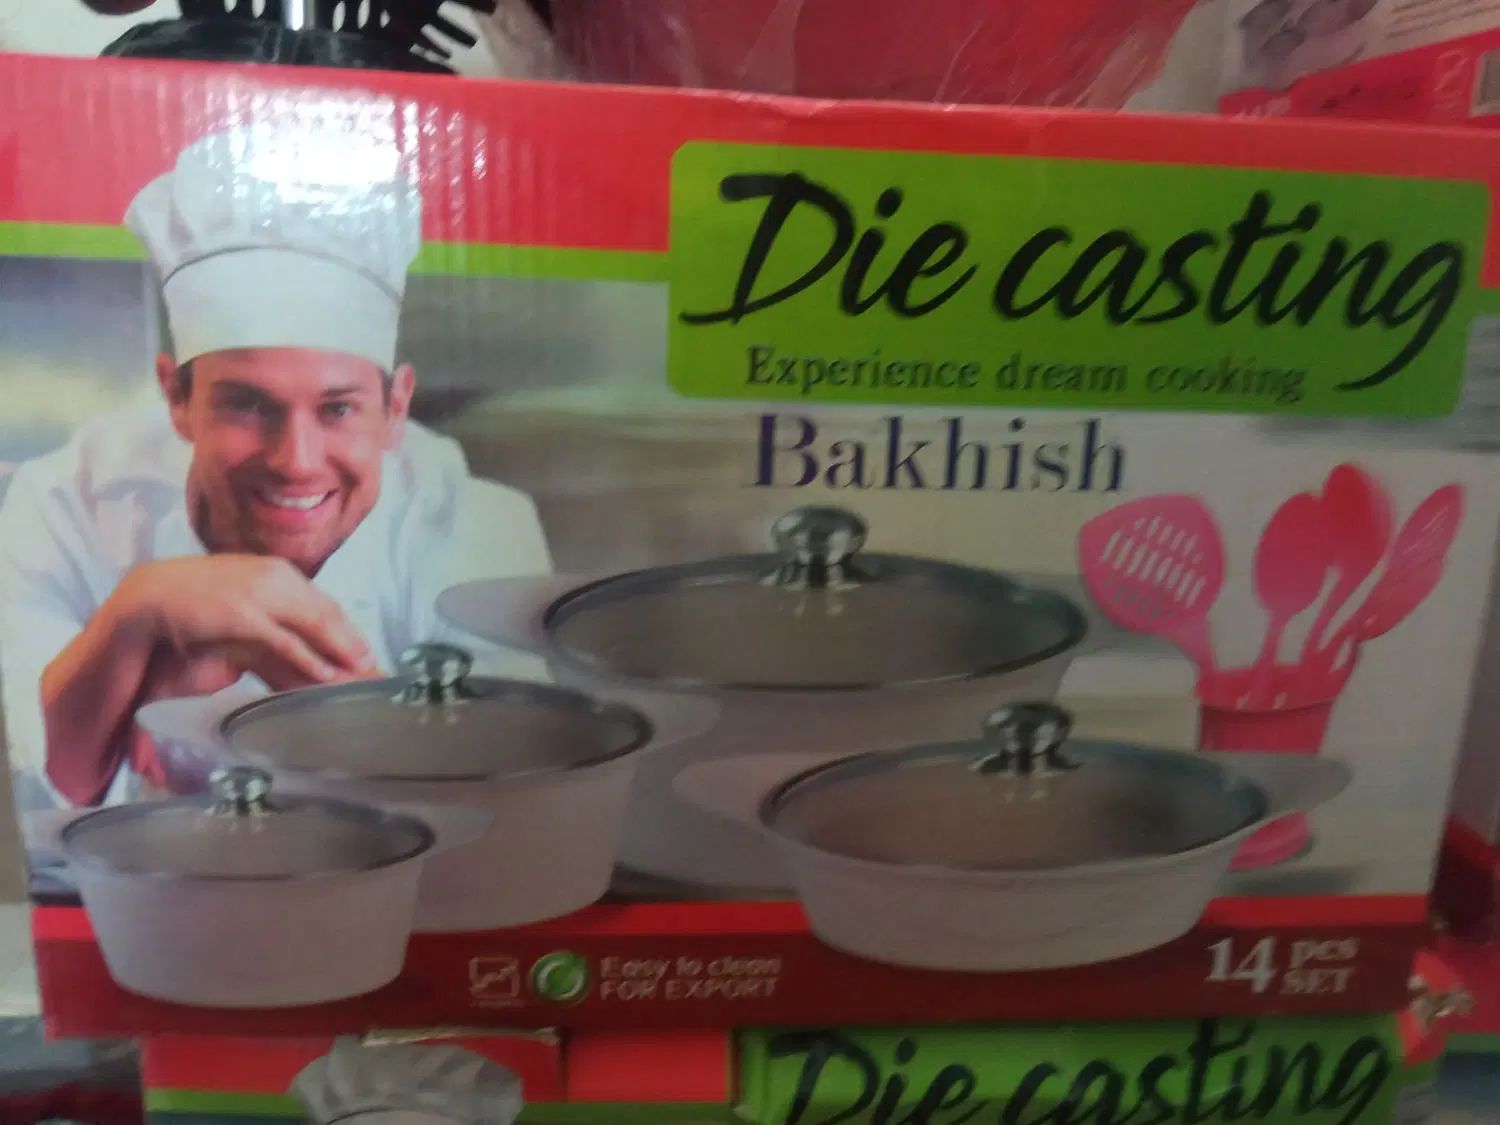 Die casting
Experience dream cooking
Bakhish
Easy to clean
FOR EXPORT
14 pcs
SET
Die casting